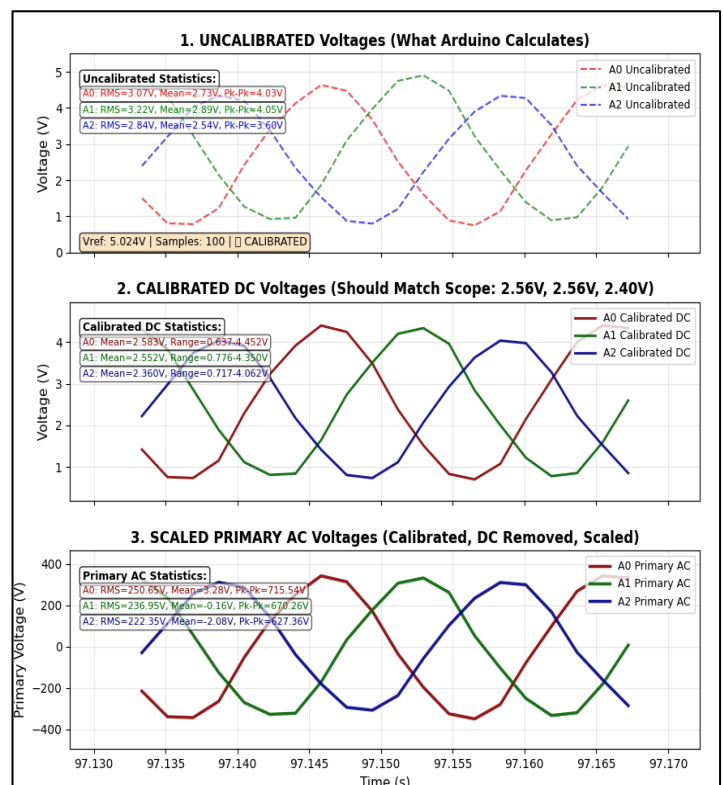 1. UNCALIBRATED Voltages (What Arduino Calculates)
Uncalibrated Statistics:
A0: RMS=3.07V, Mean=2.73V, Pk-Pk=4.03V
A1: RMS=3.22V, Mean=2.89V, Pk-Pk=4.05V
A2: RMS=2.84V, Mean=2.54V, Pk-Pk=3.60V
A0 Uncalibrated
A1 Uncalibrated
A2 Uncalibrated
5
4
3
2
1
0
Voltage (V)
Vref: 5.024V | Samples: 100 | ▯ CALIBRATED
2. CALIBRATED DC Voltages (Should Match Scope: 2.56V, 2.56V, 2.40V)
Calibrated DC Statistics:
A0: Mean=2.583V, Range=0.637-4.452V
A1: Mean=2.552V, Range=0.776-4.350V
A2: Mean=2.360V, Range=0.717-4.062V
A0 Calibrated DC
A1 Calibrated DC
A2 Calibrated DC
4
3
2
1
Voltage (V)
3. SCALED PRIMARY AC Voltages (Calibrated, DC Removed, Scaled)
Primary AC Statistics:
A0: RMS=250.65V, Mean=3.28V, Pk-Pk=715.54V
A1: RMS=236.95V, Mean=-0.16V, Pk-Pk=670.26V
A2: RMS=222.35V, Mean=-2.08V, Pk-Pk=627.36V
A0 Primary AC
A1 Primary AC
A2 Primary AC
400
200
0
−200
−400
Primary Voltage (V)
97.130 97.135 97.140 97.145 97.150 97.155 97.160 97.165 97.170
Time (s)